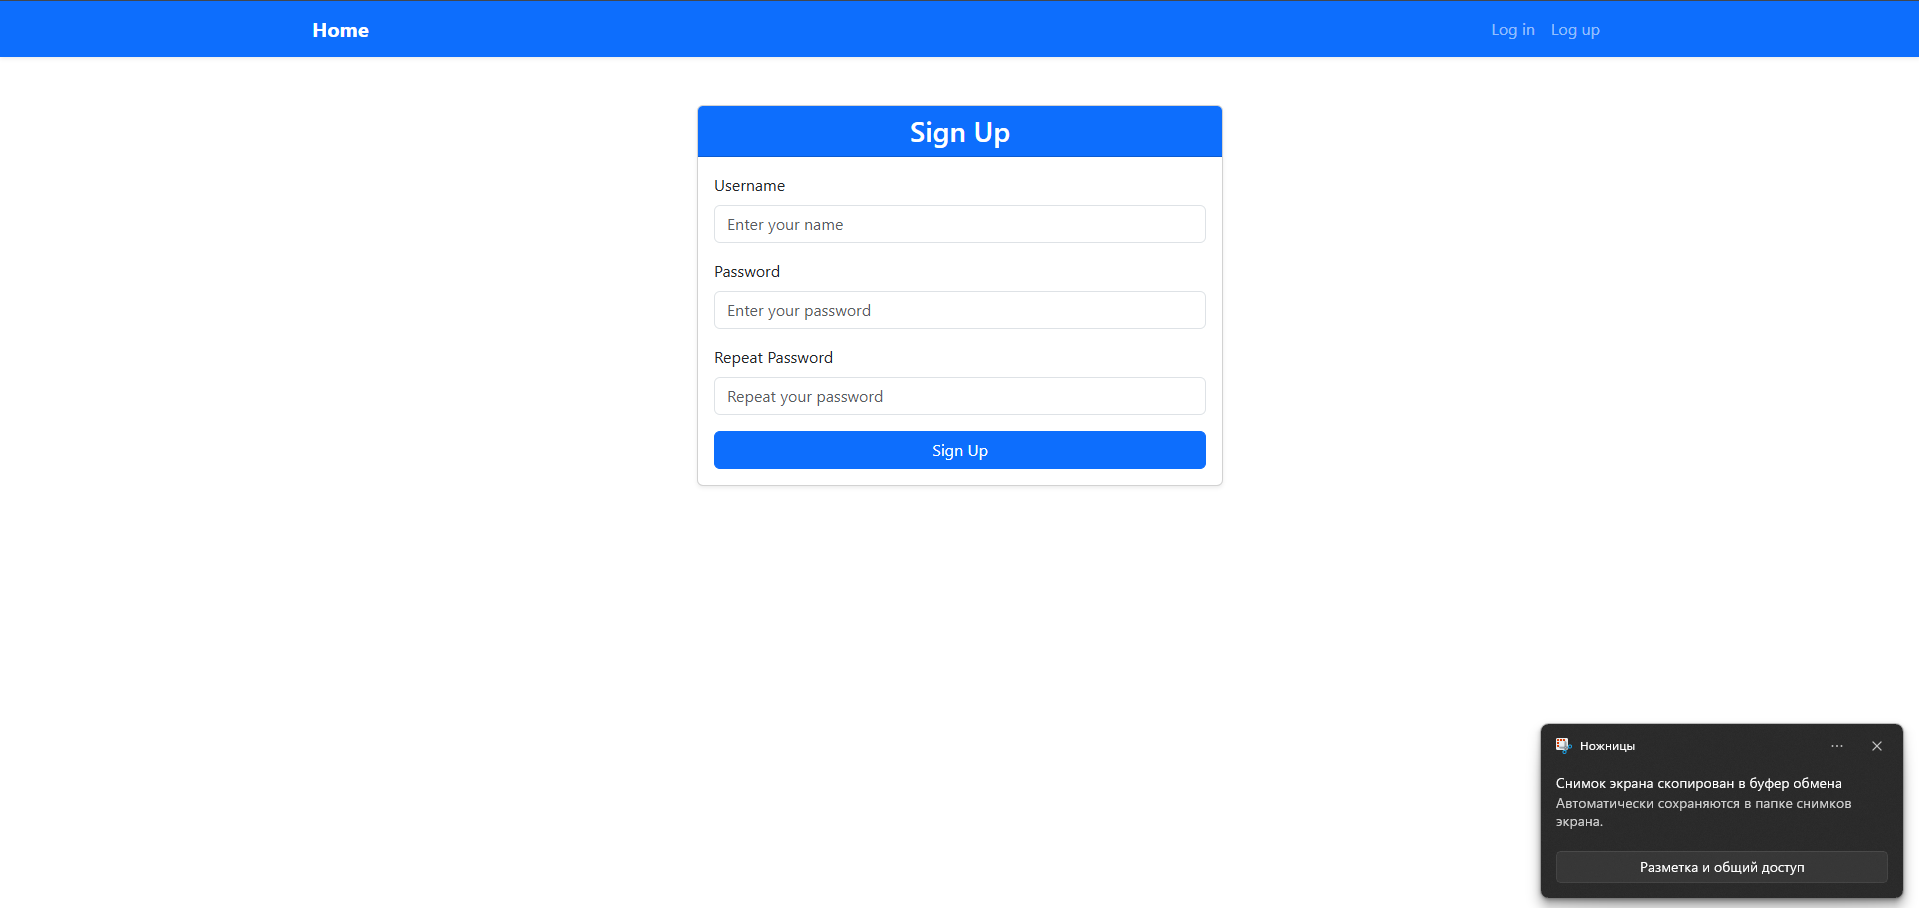 Home
Log in
Log up
Sign Up
Username
Enter your name
Password
Enter your password
Repeat Password
Repeat your password
Sign Up
Ножницы
Снимок экрана скопирован в буфер обмена
Автоматически сохраняются в папке снимков
экрана.
Разметка и общий доступ